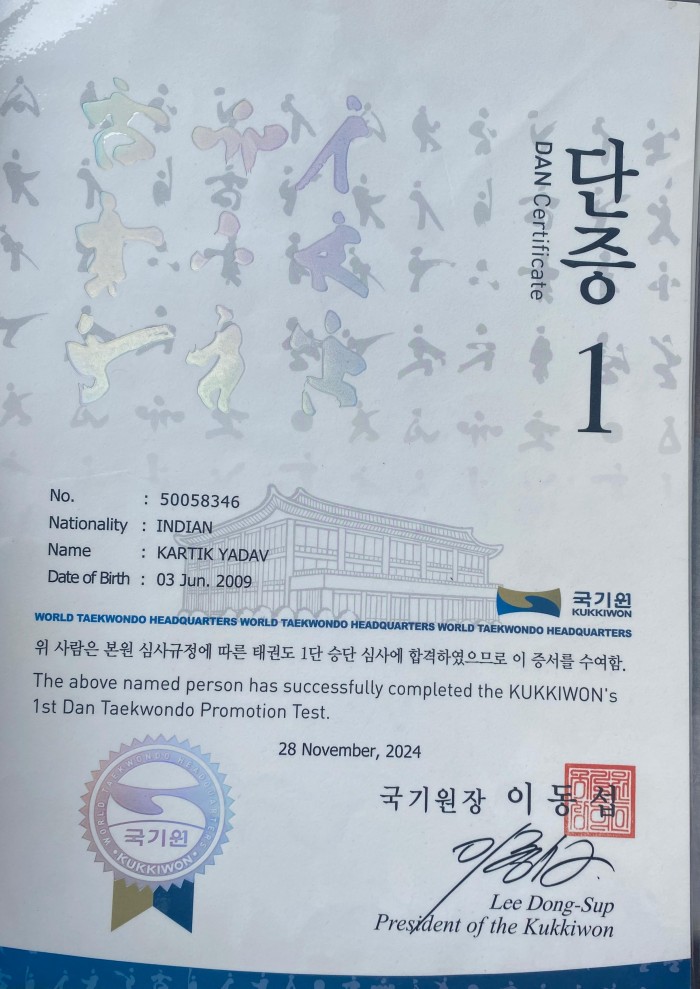 단증 1
DAN Certificate
No. : 50058346
Nationality : INDIAN
Name : KARTIK YADAV
Date of Birth : 03 Jun. 2009
국기원
KUKKIWON
WORLD TAEKWONDO HEADQUARTERS WORLD TAEKWONDO HEADQUARTERS WORLD TAEKWONDO HEADQUARTERS
위 사람은 본원 심사규정에 따른 태권도 1단 승단 심사에 합격하였으므로 이 증서를 수여함.
The above named person has successfully completed the KUKKIWON's
1st Dan Taekwondo Promotion Test.
28 November, 2024
국기원장 이동섭
WORLD TAEKWONDO HEADQUARTERS
국기원
KUKKIWON
Lee Dong-Sup
President of the Kukkiwon